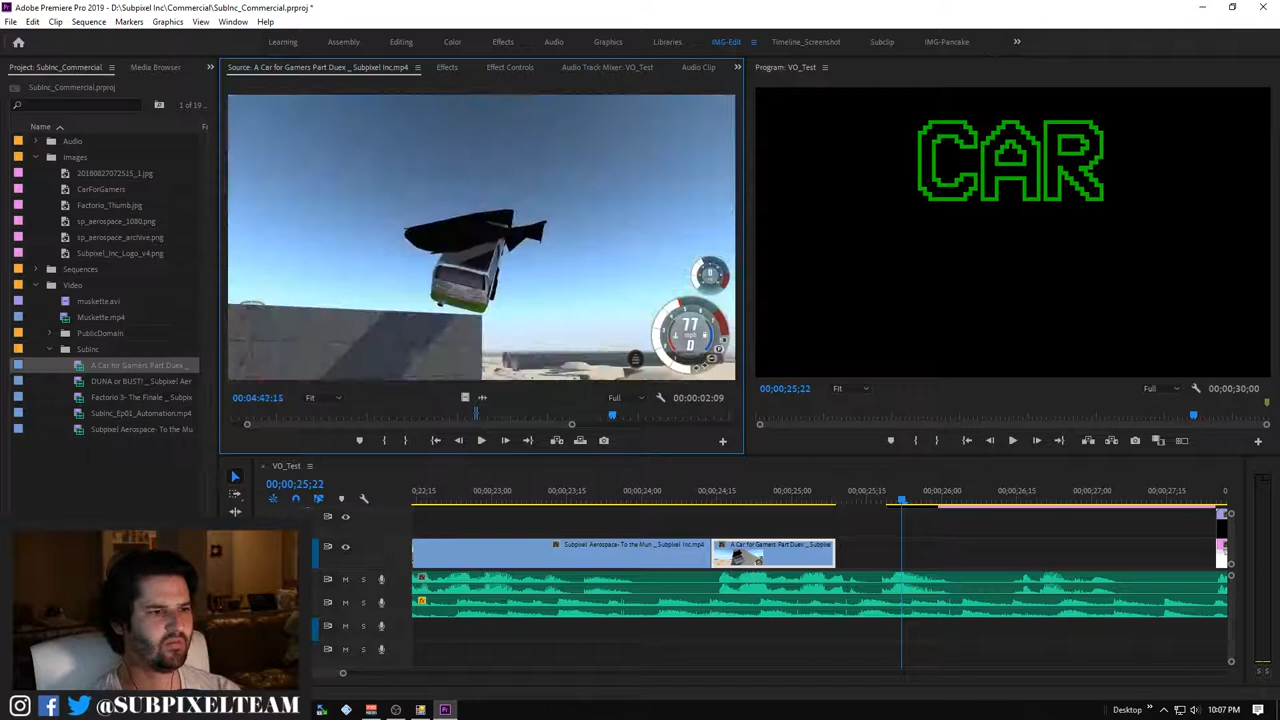 Adobe Premiere Pro 2019 - D:\Subpixel Inc\Commercial\SubInc_Commercial.prproj *
File Edit Clip Sequence Markers Graphics View Window Help
Learning Assembly Editing Color Effects Audio Graphics Libraries IMG-Edit Timeline_Screenshot Subclip IMG-Pancake
Project: SubInc_Commercial Media Browser
Source: A Car for Gamers Part Duex _ Subpixel Inc.mp4 Effects Effect Controls Audio Track Mixer: VO_Test Audio Clip
Program: VO_Test
SubInc_Commercial.prproj
1 of 19 ...
Name
Audio
Images
20180827072515_1.jpg
CarForGamers
Factorio_Thumb.jpg
sp_aerospace_1080.png
sp_aerospace_archive.png
Subpixel_Inc_Logo_v4.png
Sequences
Video
muskette.avi
Muskette.mp4
PublicDomain
SubInc
A Car for Gamers Part Duex _
DUNA or BUST! _ Subpixel Aer
Factorio 3- The Finale _ Subpix
SubInc_Ep01_Automation.mp4
Subpixel Aerospace- To the Mu
0
77
mph
0
CAR
00:04:42:15 Fit Full 00:00:02:09
00;00;25;22 Fit Full 00;00;30;00
VO_Test
00;00;25;22
0;22;15 00;00;23;00 00;00;23;15 00;00;24;00 00;00;24;15 00;00;25;00 00;00;25;15 00;00;26;00 00;00;26;15 00;00;27;00 00;00;27;15 0
Subpixel Aerospace- To the Mun _ Subpixel Inc.mp4
A Car for Gamers Part Duex _ Subpixe
M S
M S
M S
M S
@SUBPIXELTEAM
Desktop 10:07 PM